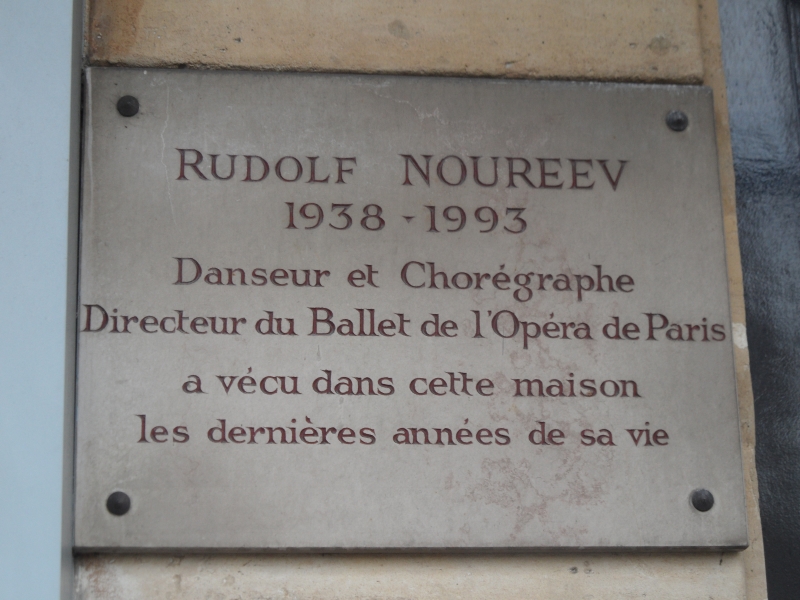 RUDOLF NOUREEV
1938 - 1993
Danseur et Chorégraphe
Directeur du Ballet de l'Opéra de Paris
a vécu dans cette maison
les dernières années de sa vie